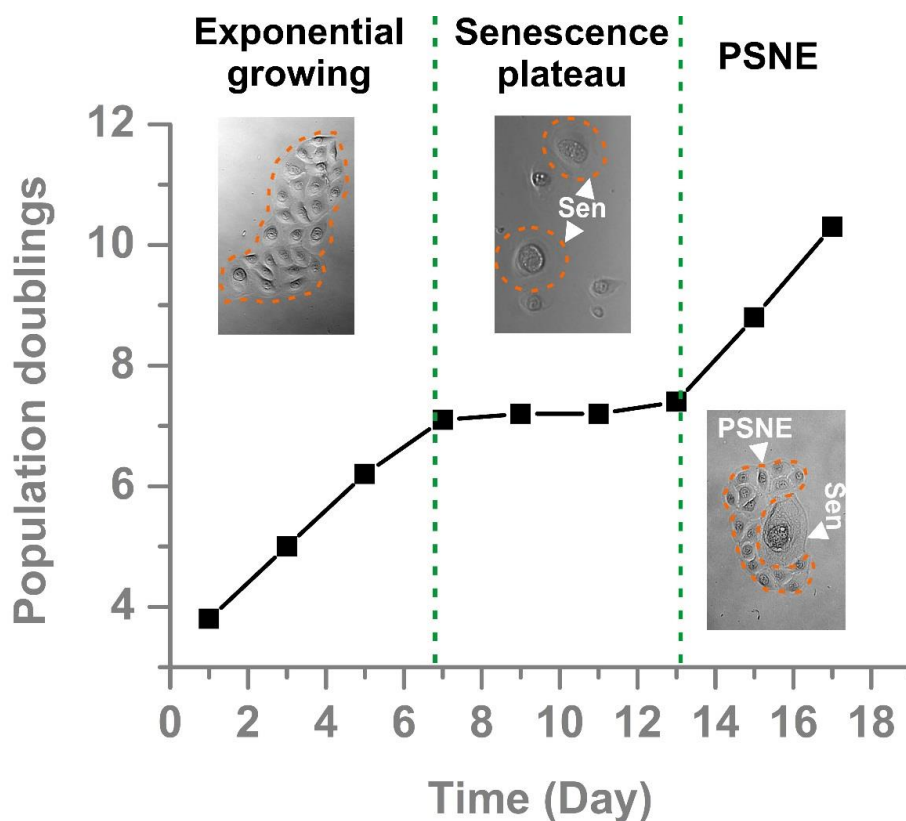 Exponential
growing
Senescence
plateau
PSNE
12
10
8
6
4
Population doublings
Sen
PSNE
Sen
0
2
4
6
8
10
12
14
16
18
Time (Day)